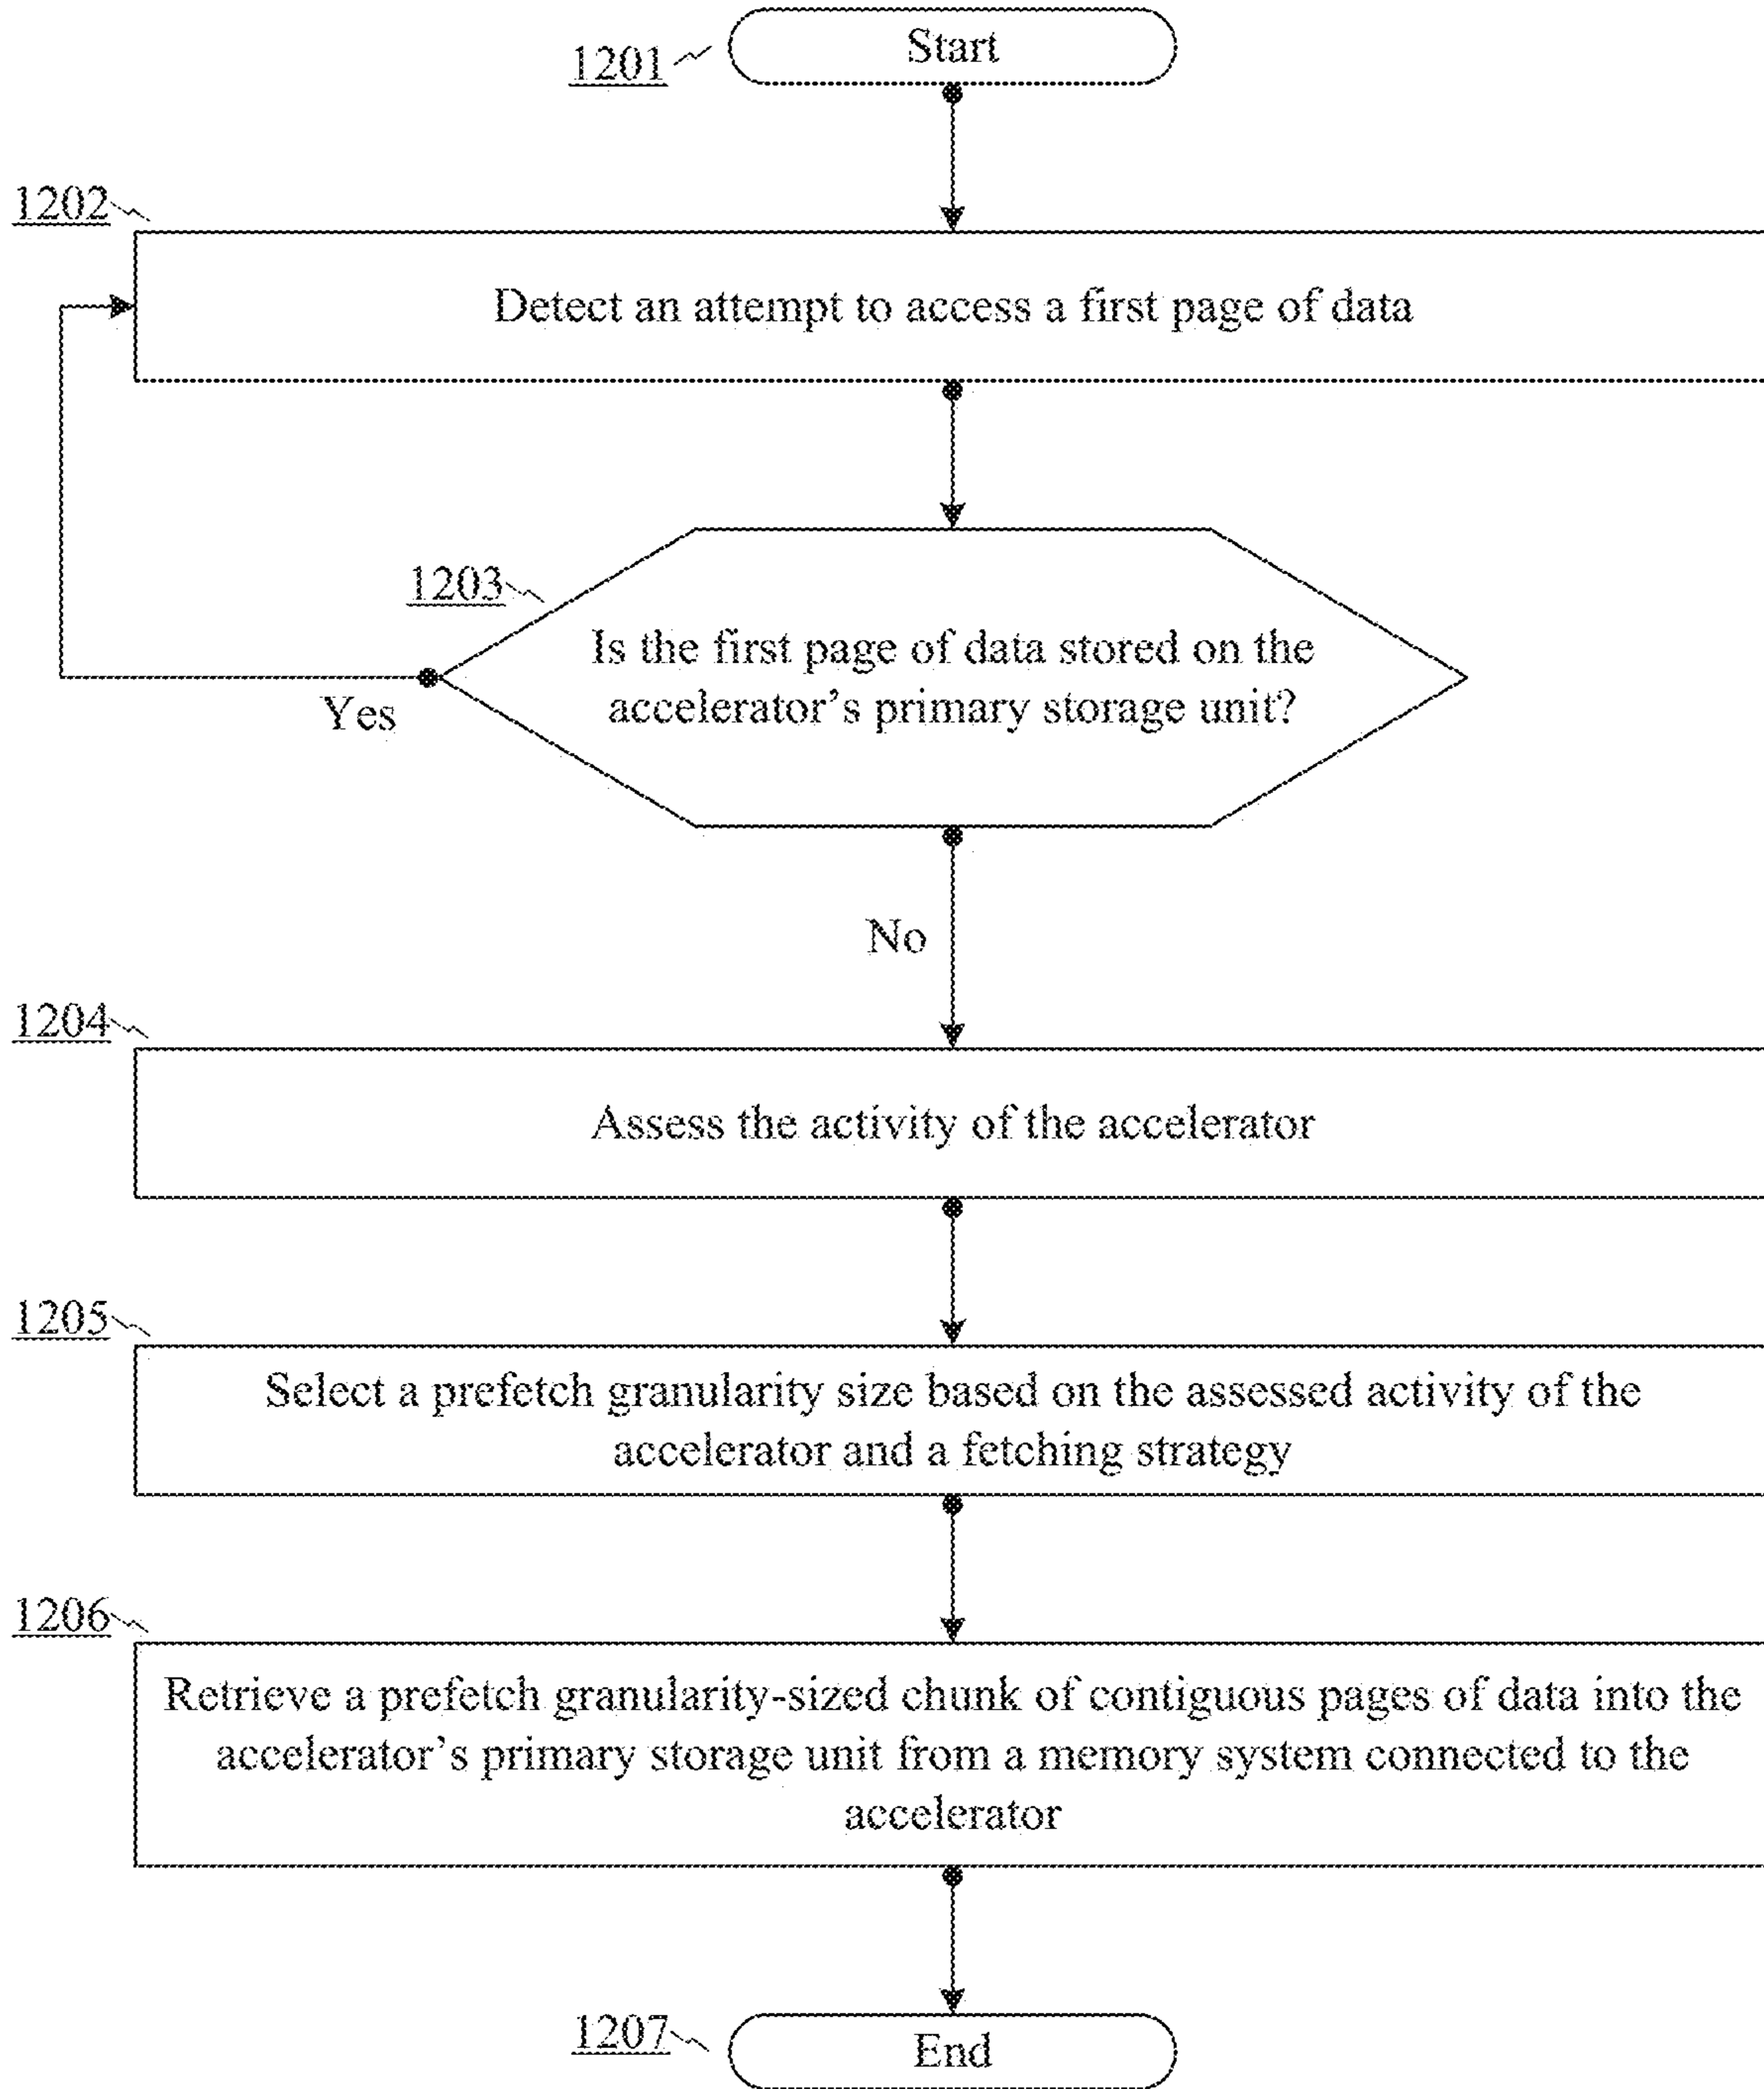 1201
Start
1202
Detect an attempt to access a first page of data
1203
Is the first page of data stored on the
accelerator’s primary storage unit?
Yes
No
1204
Assess the activity of the accelerator
1205
Select a prefetch granularity size based on the assessed activity of the
accelerator and a fetching strategy
1206
Retrieve a prefetch granularity-sized chunk of contiguous pages of data into the
accelerator’s primary storage unit from a memory system connected to the
accelerator
1207
End